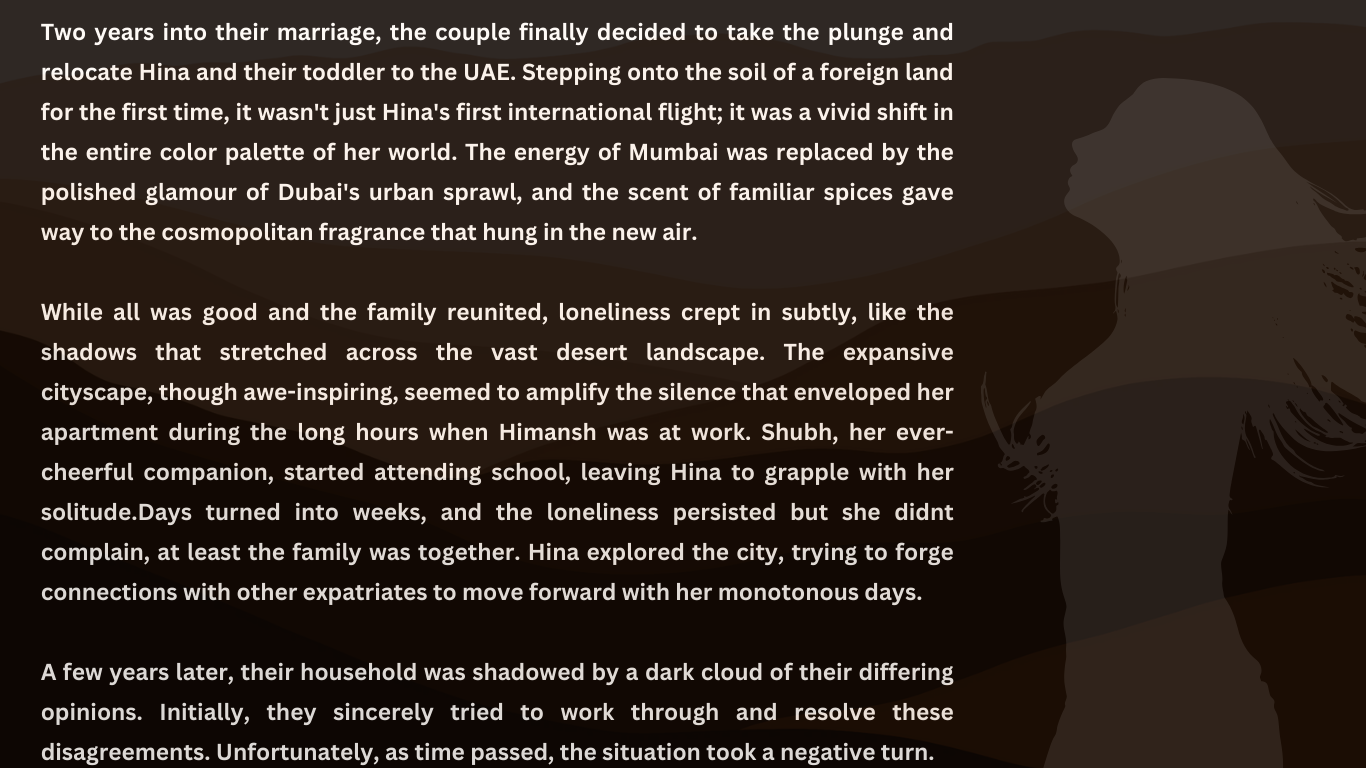 Two years into their marriage, the couple finally decided to take the plunge and
relocate Hina and their toddler to the UAE. Stepping onto the soil of a foreign land
for the first time, it wasn't just Hina's first international flight; it was a vivid shift in
the entire color palette of her world. The energy of Mumbai was replaced by the
polished glamour of Dubai's urban sprawl, and the scent of familiar spices gave
way to the cosmopolitan fragrance that hung in the new air.
While all was good and the family reunited, loneliness crept in subtly, like the
shadows that stretched across the vast desert landscape. The expansive
cityscape, though awe-inspiring, seemed to amplify the silence that enveloped her
apartment during the long hours when Himansh was at work. Shubh, her ever-
cheerful companion, started attending school, leaving Hina to grapple with her
solitude.Days turned into weeks, and the loneliness persisted but she didnt
complain, at least the family was together. Hina explored the city, trying to forge
connections with other expatriates to move forward with her monotonous days.
A few years later, their household was shadowed by a dark cloud of their differing
opinions. Initially, they sincerely tried to work through and resolve these
disagreements. Unfortunately, as time passed, the situation took a negative turn.